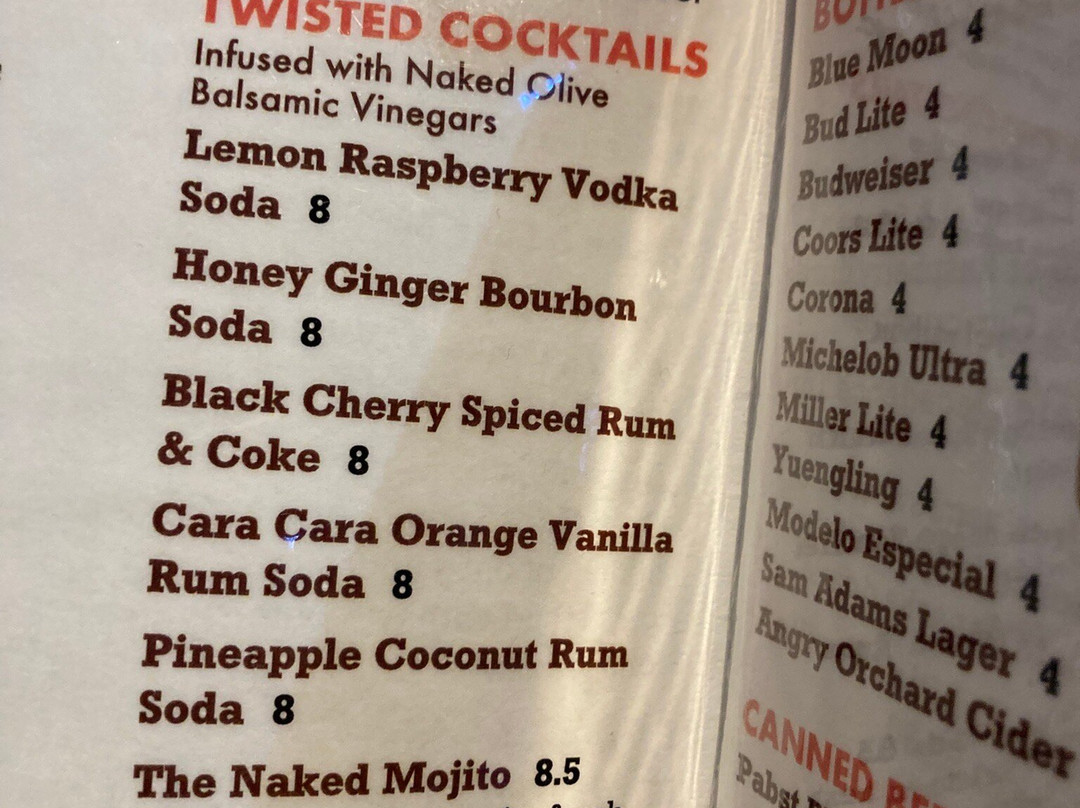 TWISTED COCKTAILS
Infused with Naked Olive
Balsamic Vinegars
Lemon Raspberry Vodka
Soda 8
Honey Ginger Bourbon
Soda 8
Black Cherry Spiced Rum
& Coke 8
Cara Cara Orange Vanilla
Rum Soda 8
Pineapple Coconut Rum
Soda 8
The Naked Mojito 8.5
Blue Moon 4
Bud Lite 4
Budweiser 4
Coors Lite 4
Corona 4
Michelob Ultra 4
Miller Lite 4
Yuengling 4
Modelo Especial 4
Sam Adams Lager 4
Angry Orchard Cider
CANNED
Pabst